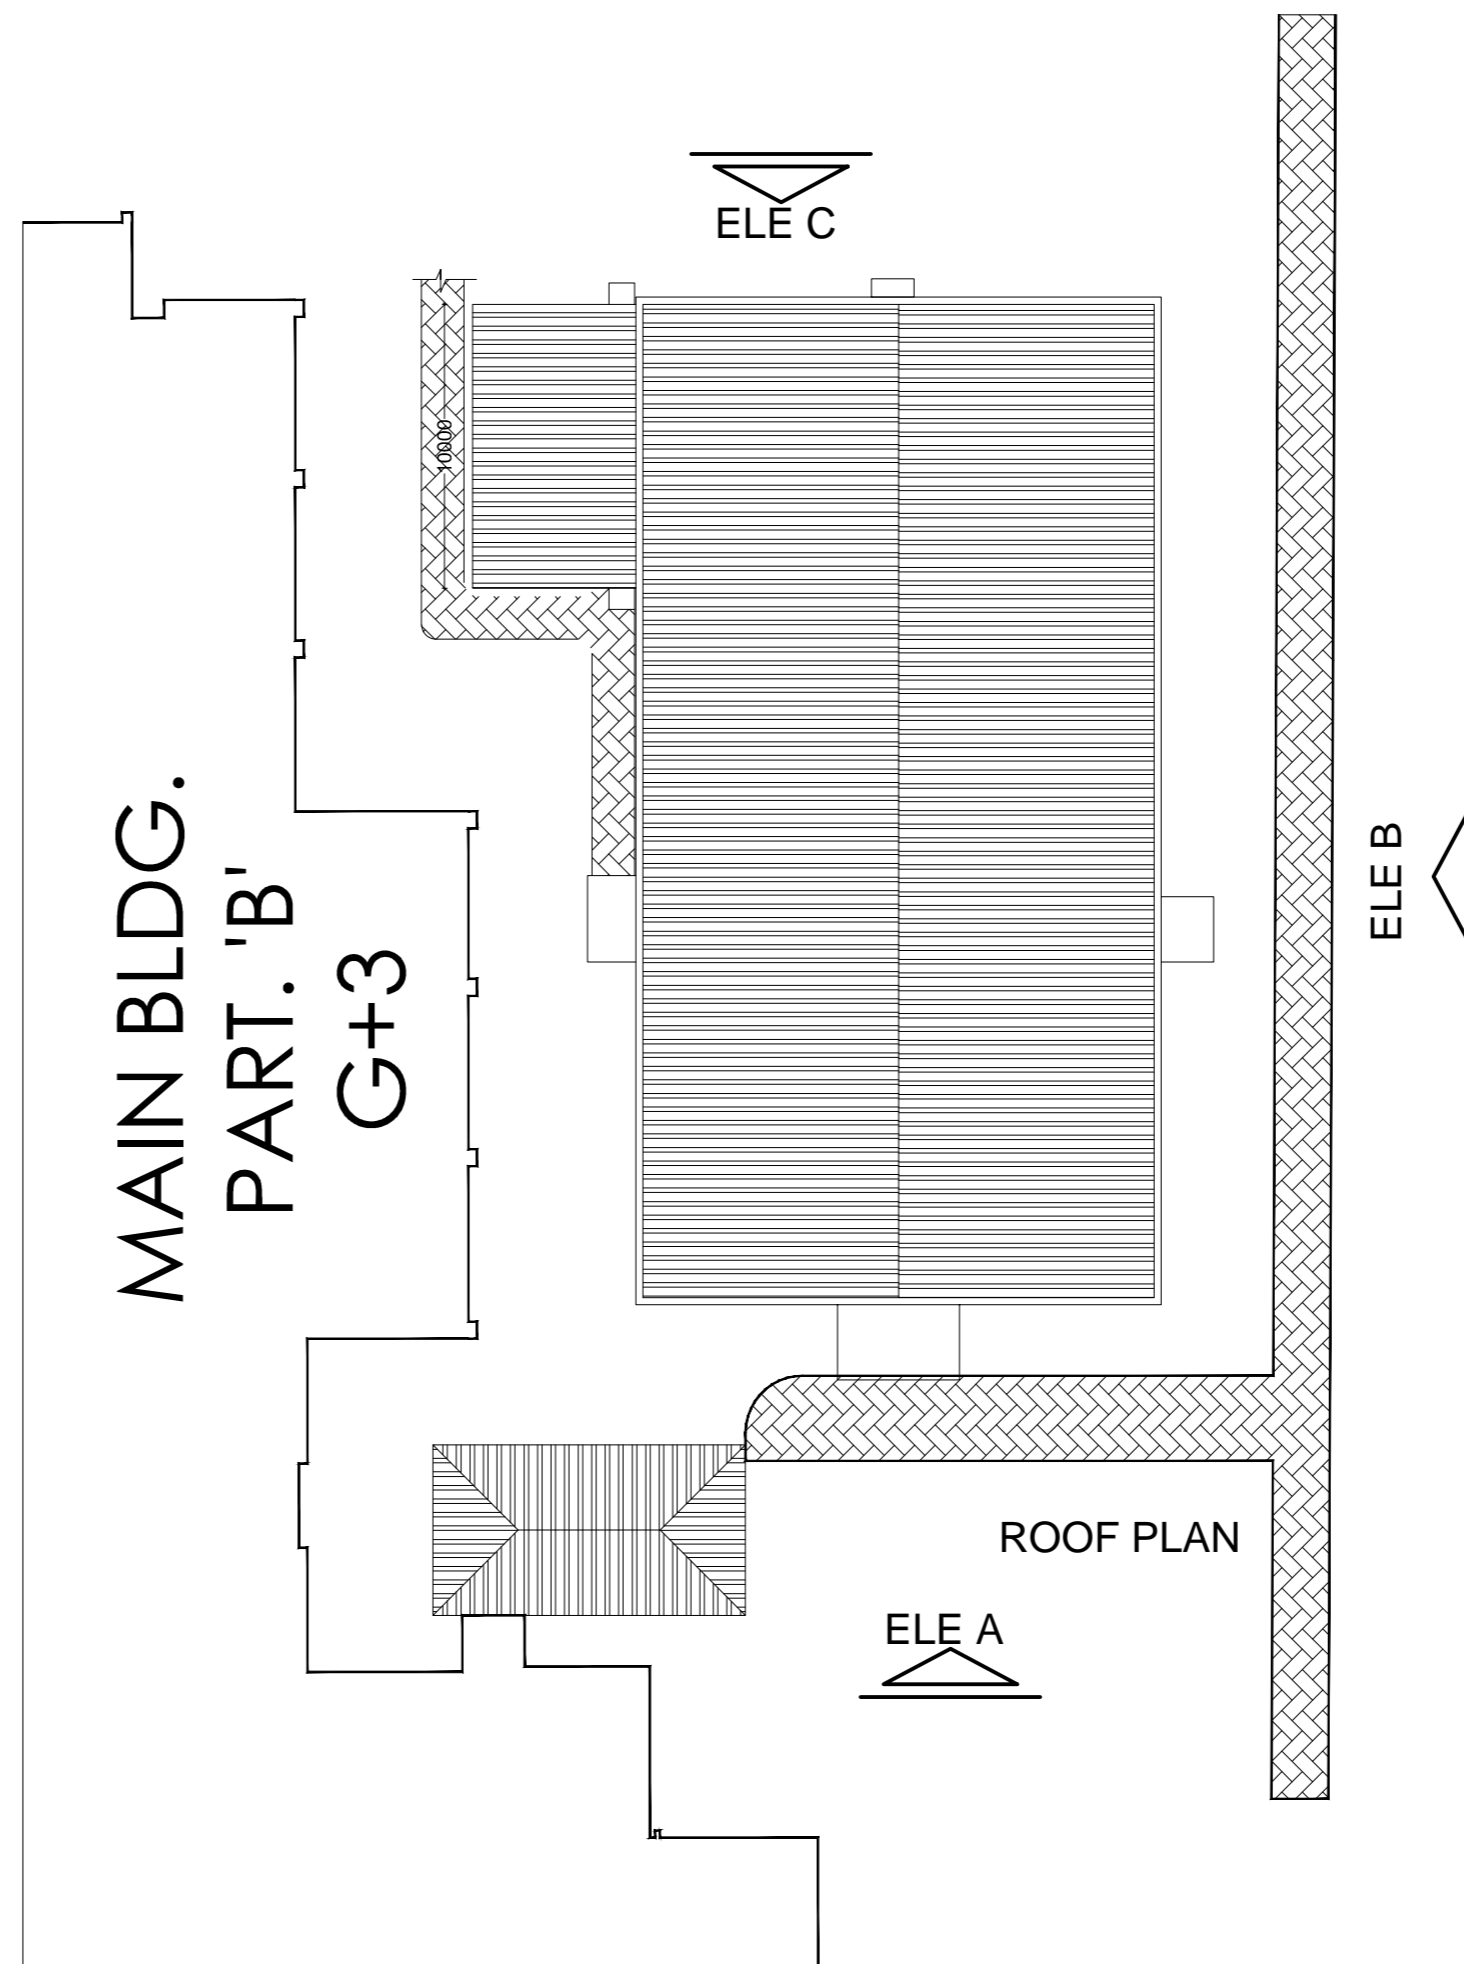 ELE C
10000
MAIN BLDG.
PART. 'B'
G+3
ELE B
ROOF PLAN
ELE A